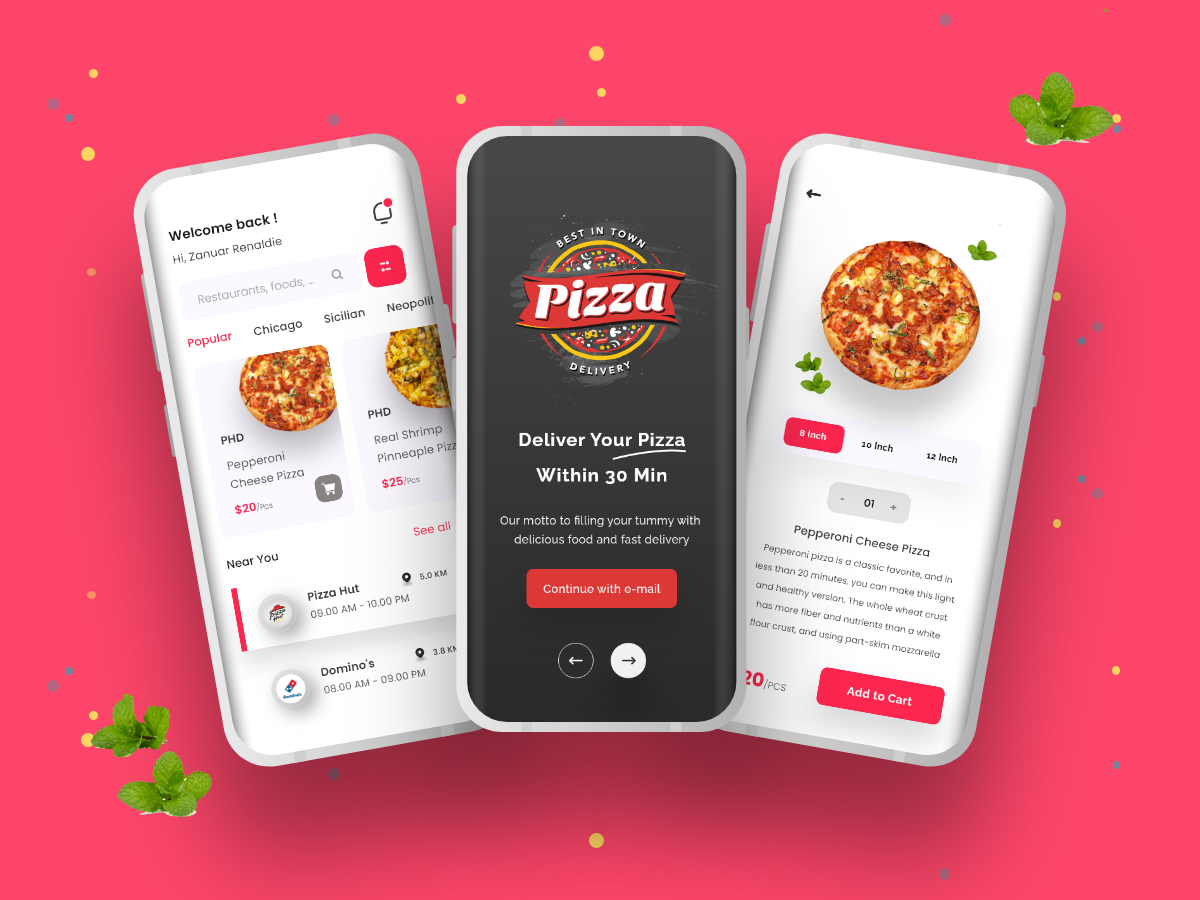 Welcome back !
Hi, Zanuar Renaldie
Restaurants, foods, ...
Popular Chicago Sicilian
PHD
Pepperoni
Cheese Pizza
$20/Pcs
PHD
Real Shrimp
Pinneaple
$25/Pcs
See all
Near You
Pizza Hut
5.0 KM
09.00 AM - 10.00 PM
Domino's
3.8 KM
08.00 AM - 09.00 PM
BEST IN TOWN
Pizza
DELIVERY
Deliver Your Pizza
Within 30 Min
Our motto to filling your tummy with
delicious food and fast delivery
Continue with e-mail
8 Inch 10 Inch 12 Inch
- 01 +
Pepperoni Cheese Pizza
Pepperoni pizza is a classic favorite, and in
less than 20 minutes, you can make this light
and healthy version. The whole wheat crust
has more fiber and nutrients than a white
flour crust, and using part-skim mozzarella
20/PCS
Add to Cart